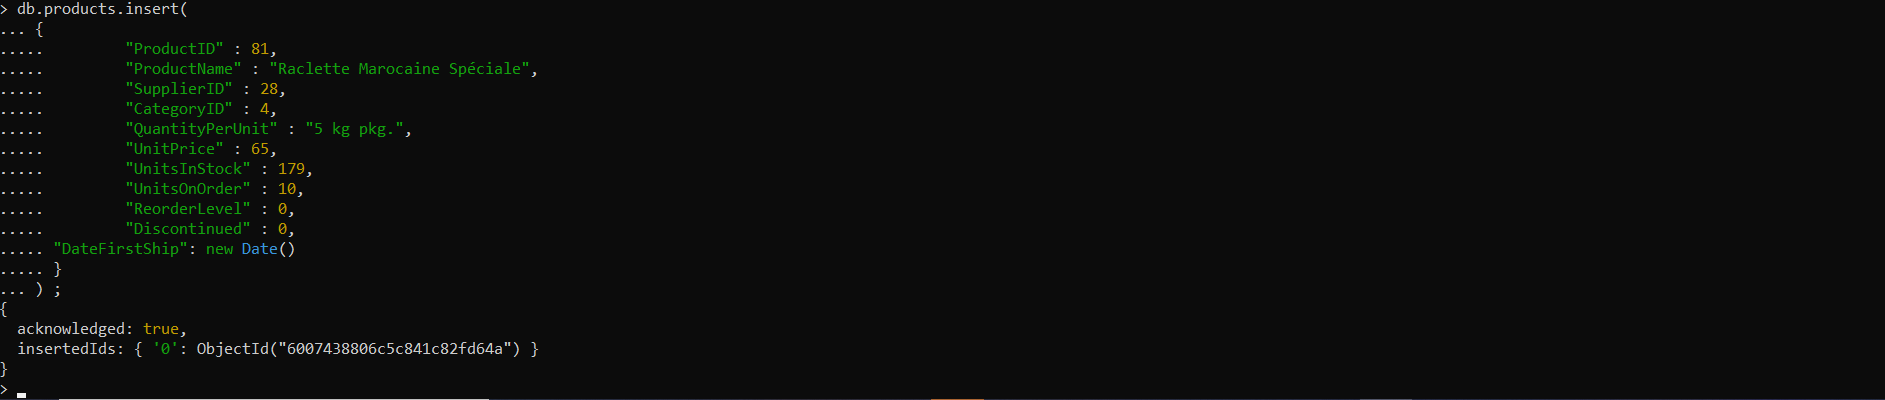 > db.products.insert(
... {
.....         "ProductID" : 81,
.....         "ProductName" : "Raclette Marocaine Spéciale",
.....         "SupplierID" : 28,
.....         "CategoryID" : 4,
.....         "QuantityPerUnit" : "5 kg pkg.",
.....         "UnitPrice" : 65,
.....         "UnitsInStock" : 179,
.....         "UnitsOnOrder" : 10,
.....         "ReorderLevel" : 0,
.....         "Discontinued" : 0,
..... "DateFirstShip": new Date()
..... }
... ) ;
{
  acknowledged: true,
  insertedIds: { '0': ObjectId("6007438806c5c841c82fd64a") }
}
>